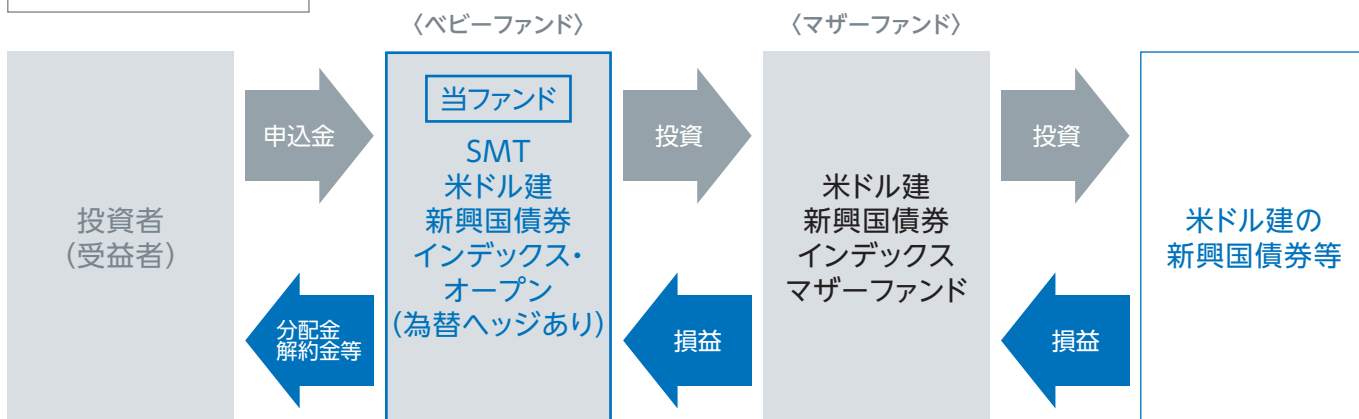 〈ベビーファンド〉
〈マザーファンド〉
投資者
(受益者)
申込金
分配金
解約金等
当ファンド
SMT
米ドル建
新興国債券
インデックス・
オープン
(為替ヘッジあり)
投資
損益
米ドル建
新興国債券
インデックス
マザーファンド
投資
損益
米ドル建の
新興国債券等